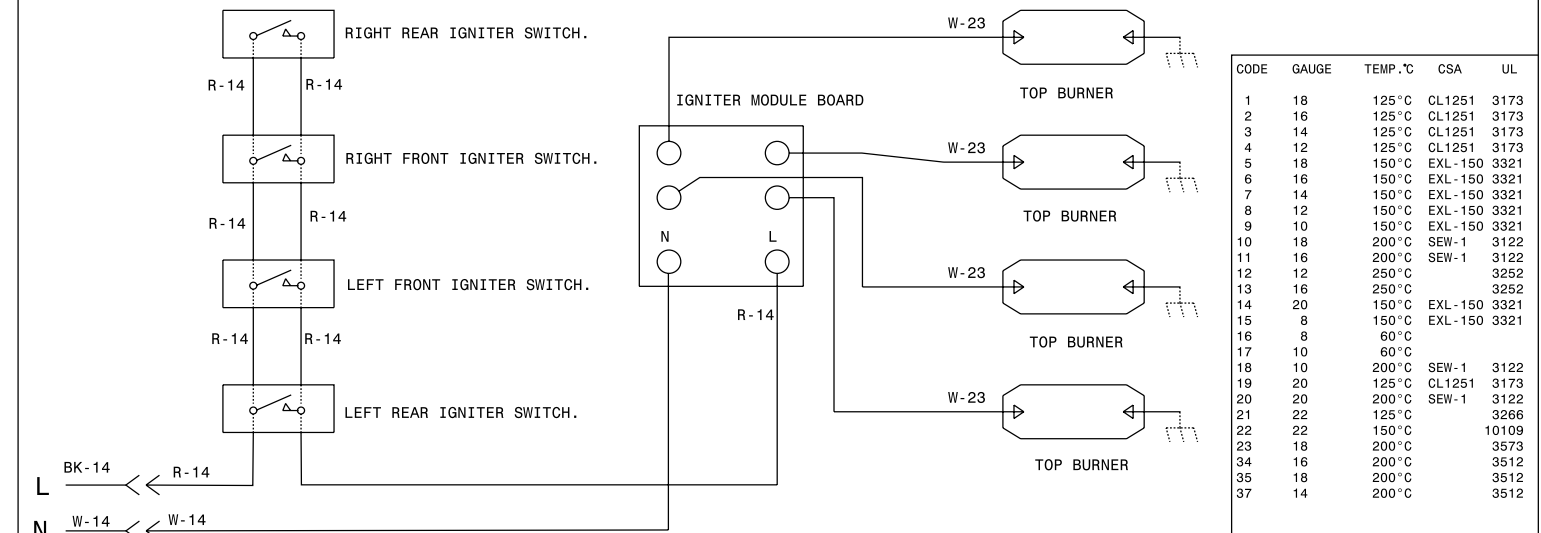 RIGHT REAR IGNITER SWITCH.
R-14
R-14
RIGHT FRONT IGNITER SWITCH.
R-14
R-14
LEFT FRONT IGNITER SWITCH.
R-14
R-14
LEFT REAR IGNITER SWITCH.
L
BK-14
R-14
N
W-14
W-14
IGNITER MODULE BOARD
N
L
R-14
W-23
TOP BURNER
W-23
TOP BURNER
W-23
TOP BURNER
W-23
TOP BURNER
CODE GAUGE TEMP.°C CSA UL
1 18 125°C CL1251 3173
2 16 125°C CL1251 3173
3 14 125°C CL1251 3173
4 12 125°C CL1251 3173
5 18 150°C EXL-150 3321
6 16 150°C EXL-150 3321
7 14 150°C EXL-150 3321
8 12 150°C EXL-150 3321
9 10 150°C EXL-150 3321
10 18 200°C SEW-1 3122
11 16 200°C SEW-1 3122
12 12 250°C 3252
13 16 250°C 3252
14 20 150°C EXL-150 3321
15 8 150°C EXL-150 3321
16 8 60°C
17 10 60°C
18 10 200°C SEW-1 3122
19 20 125°C CL1251 3173
20 20 200°C SEW-1 3122
21 22 125°C 3266
22 22 150°C 10109
23 18 200°C 3573
34 16 200°C 3512
35 18 200°C 3512
37 14 200°C 3512